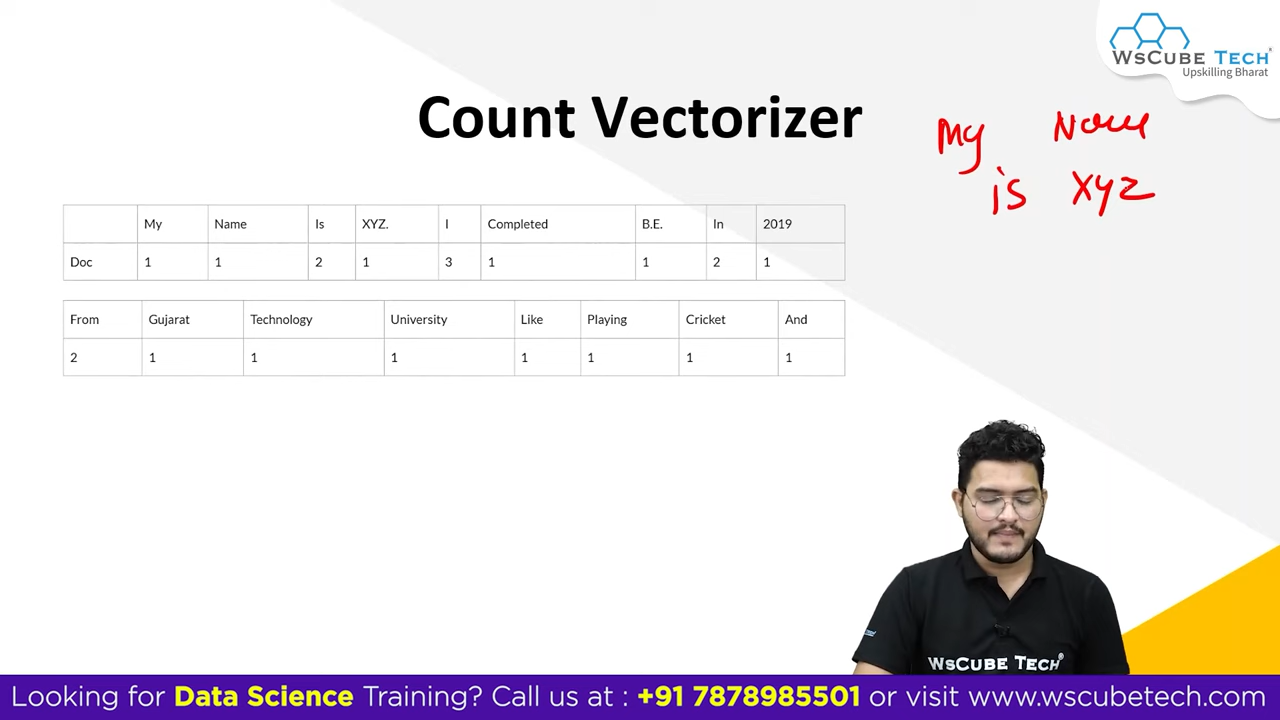 WsCube Tech
Upskilling Bharat
Count Vectorizer
My Name
is xyz
My Name Is XYZ. I Completed B.E. In 2019
Doc 1 1 2 1 3 1 1 2 1
From Gujarat Technology University Like Playing Cricket And
2 1 1 1 1 1 1 1
WsCube Tech
Looking for Data Science Training? Call us at : +91 7878985501 or visit www.wscubetech.com